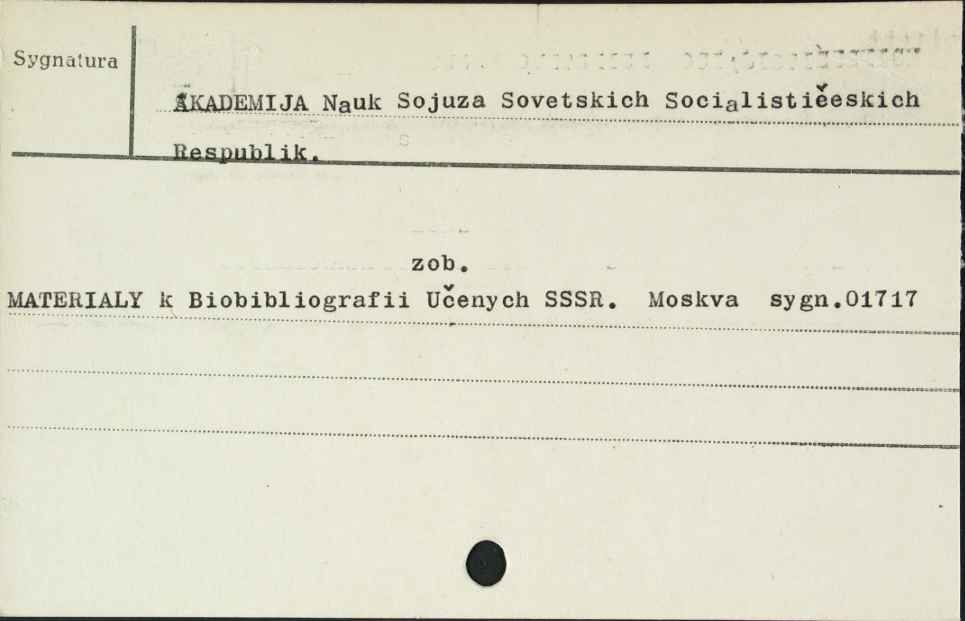 Sygnatura
AKADEMIJA Nauk Sojuza Sovetskich Socialističeskich
Respublik.
zob.
MATERIALY k Biobibliografii Učenych SSSR. Moskva sygn.01717